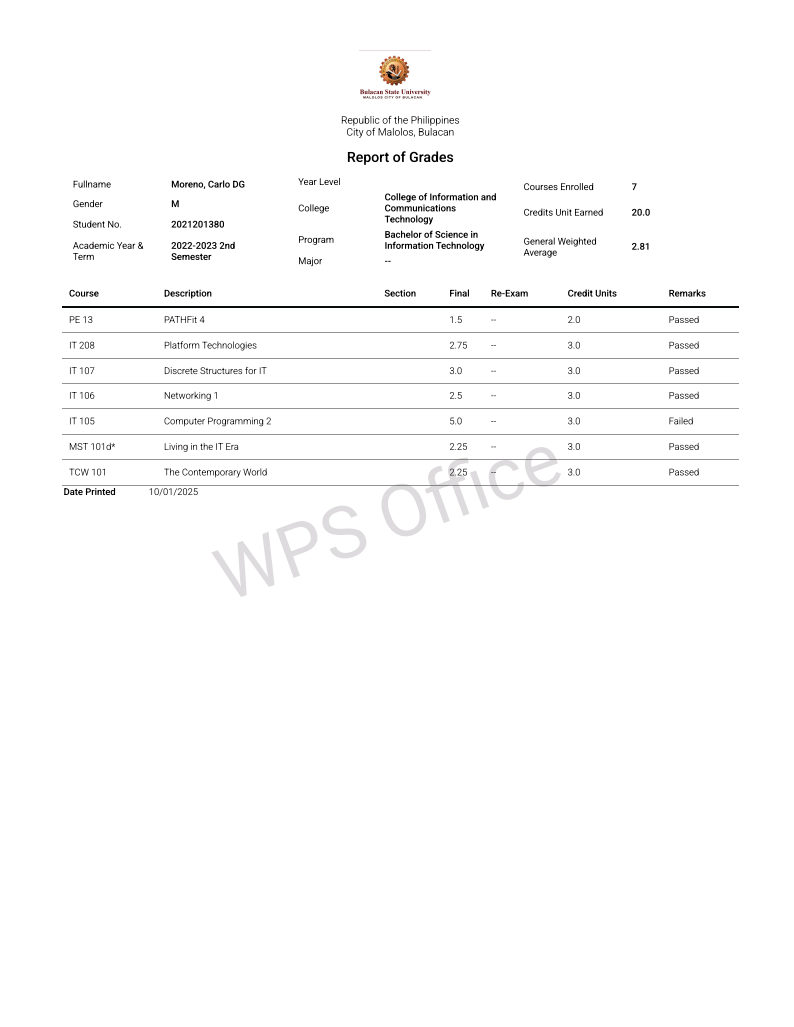 Bulacan State University
MALOLOS CITY OF BULACAN
Republic of the Philippines
City of Malolos, Bulacan
Report of Grades
Fullname Moreno, Carlo DG
Gender M
Student No. 2021201380
Academic Year & Term 2022-2023 2nd Semester
Year Level
College College of Information and Communications Technology
Program Bachelor of Science in Information Technology
Major --
Courses Enrolled 7
Credits Unit Earned 20.0
General Weighted Average 2.81
Course Description Section Final Re-Exam Credit Units Remarks
PE 13 PATHFit 4 1.5 -- 2.0 Passed
IT 208 Platform Technologies 2.75 -- 3.0 Passed
IT 107 Discrete Structures for IT 3.0 -- 3.0 Passed
IT 106 Networking 1 2.5 -- 3.0 Passed
IT 105 Computer Programming 2 5.0 -- 3.0 Failed
MST 101d* Living in the IT Era 2.25 -- 3.0 Passed
TCW 101 The Contemporary World 2.25 -- 3.0 Passed
Date Printed 10/01/2025
WPS Office